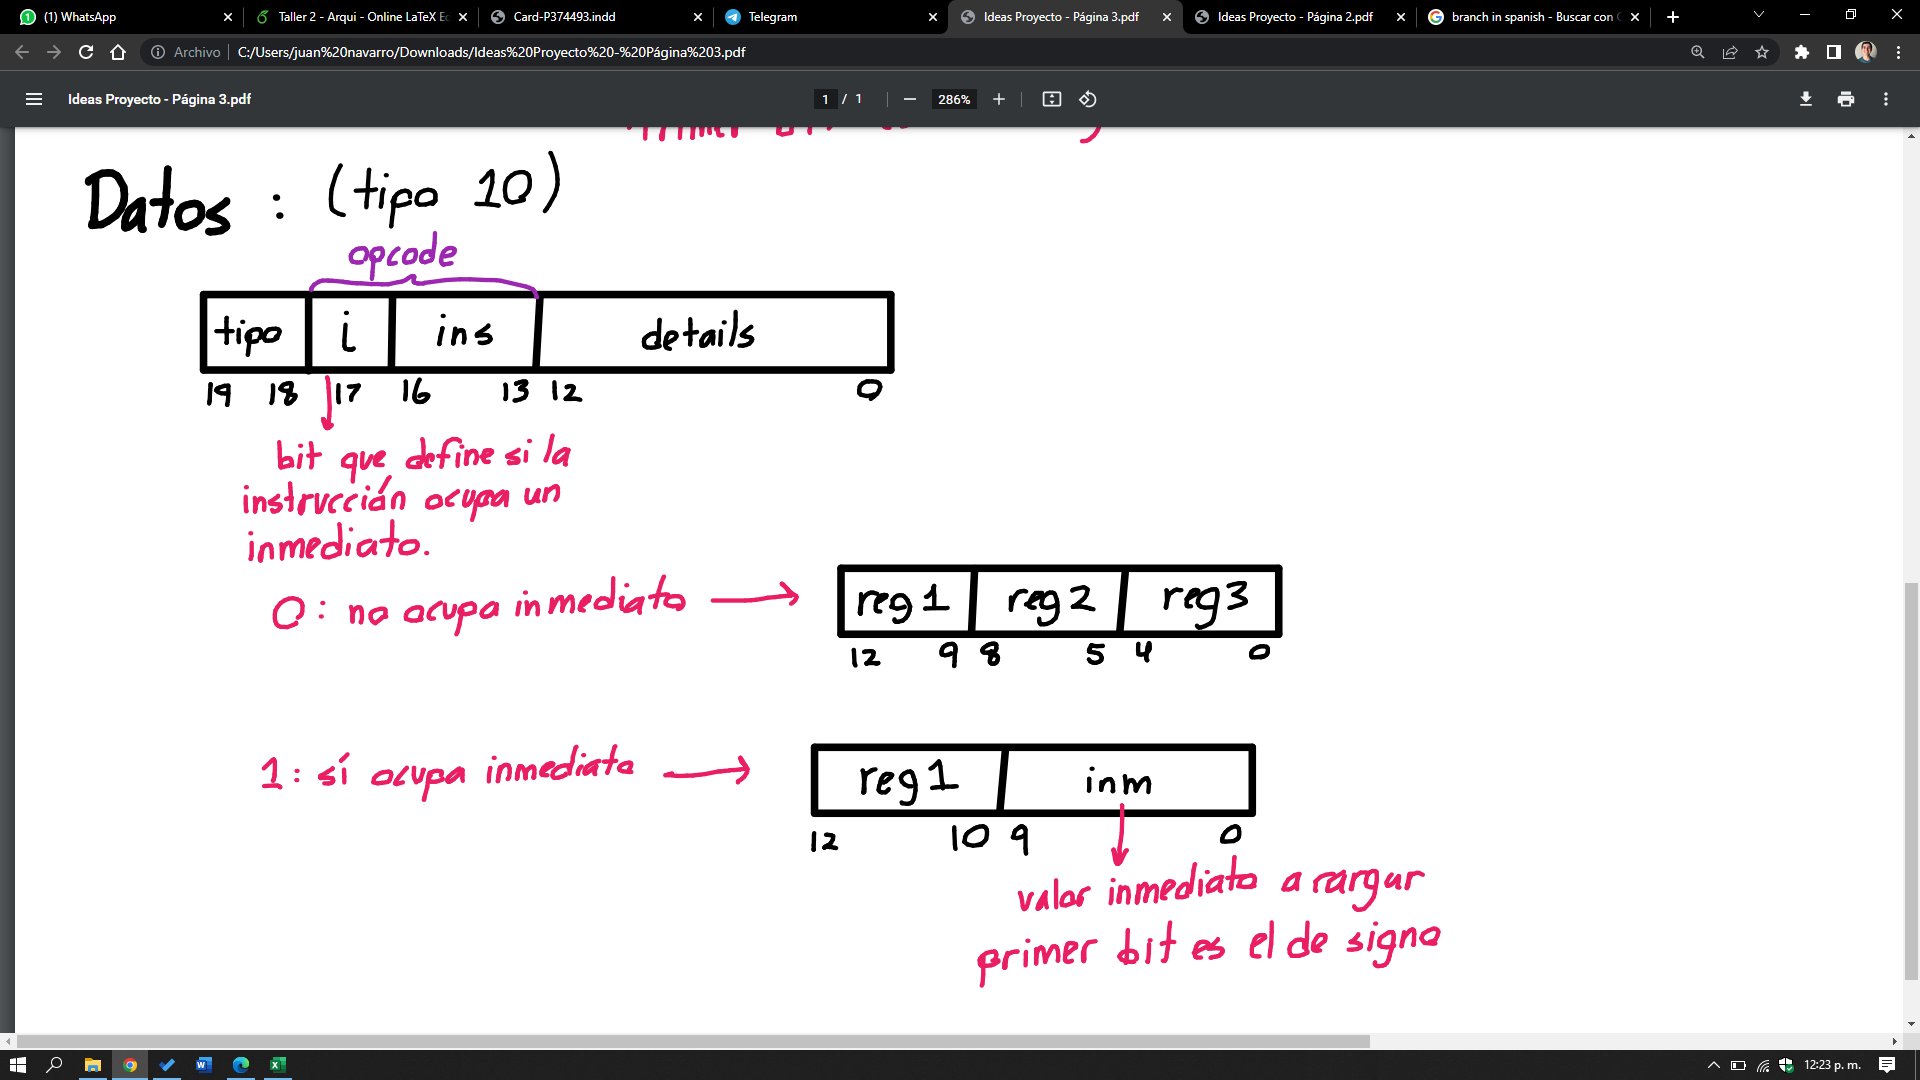 (1) WhatsApp
Taller 2 - Arqui - Online LaTeX Ec
Card-P374493.indd
Telegram
Ideas Proyecto - Página 3.pdf
Ideas Proyecto - Página 2.pdf
branch in spanish - Buscar con
Archivo
C:/Users/juan%20navarro/Downloads/Ideas%20Proyecto%20-%20Página%203.pdf
Ideas Proyecto - Página 3.pdf
1 / 1
286%
Datos : (tipo 10)
opcode
tipo i ins details
19 18 17 16 13 12 0
bit que define si la
instrucción ocupa un
inmediato.
0: no ocupa inmediato
reg1 reg2 reg3
12 9 8 5 4 0
1: sí ocupa inmediato
reg1 inm
12 10 9 0
valor inmediato a cargar
primer bit es el de signo
12:23 p. m.